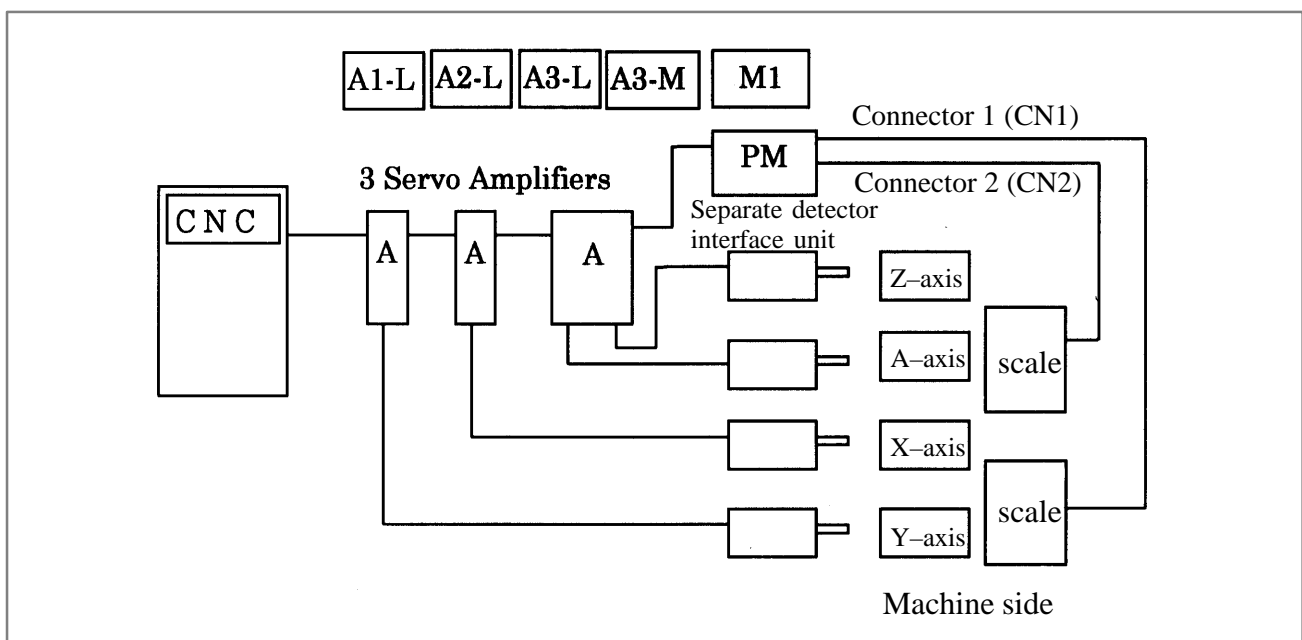 A1-L A2-L A3-L A3-M M1
Connector 1 (CN1)
PM
3 Servo Amplifiers
Connector 2 (CN2)
CNC
Separate detector
interface unit
A A A
Z–axis
A–axis
scale
X–axis
scale
Y–axis
Machine side